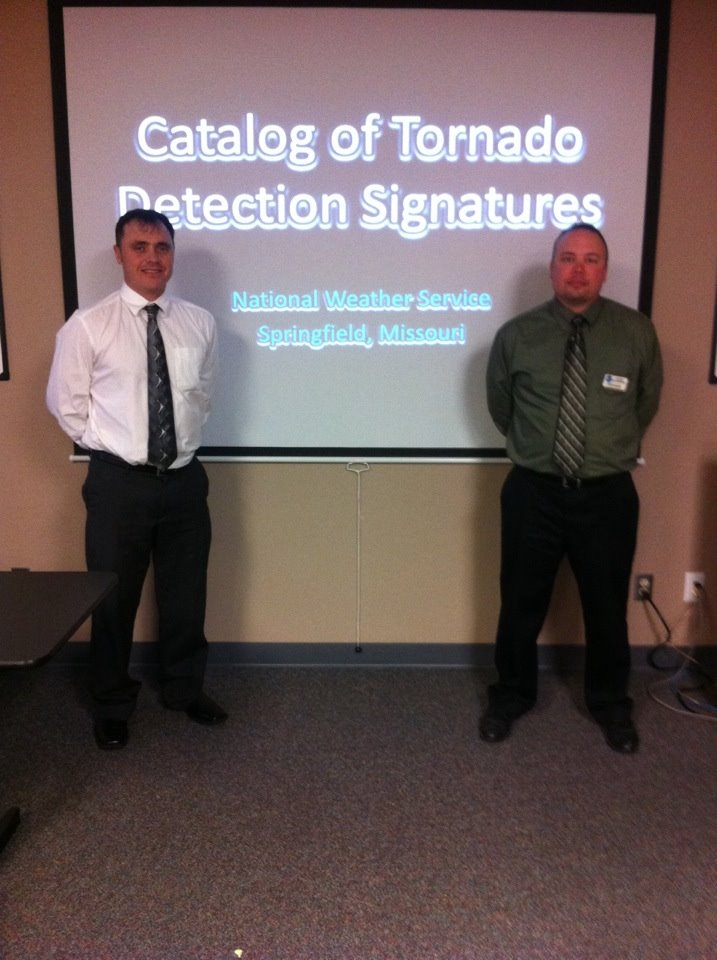 Catalog of Tornado
Detection Signatures
National Weather Service
Springfield, Missouri